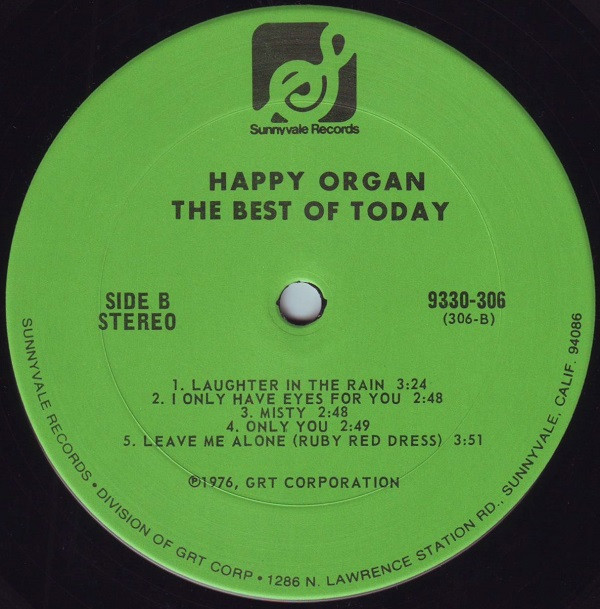 Sunnyvale Records
HAPPY ORGAN
THE BEST OF TODAY
SIDE B
STEREO
9330-306
(306-B)
1. LAUGHTER IN THE RAIN 3:24
2. I ONLY HAVE EYES FOR YOU 2:48
3. MISTY 2:48
4. ONLY YOU 2:49
5. LEAVE ME ALONE (RUBY RED DRESS) 3:51
℗1976, GRT CORPORATION
SUNNYVALE RECORDS • DIVISION OF GRT CORP • 1286 N. LAWRENCE STATION RD., SUNNYVALE, CALIF. 94086